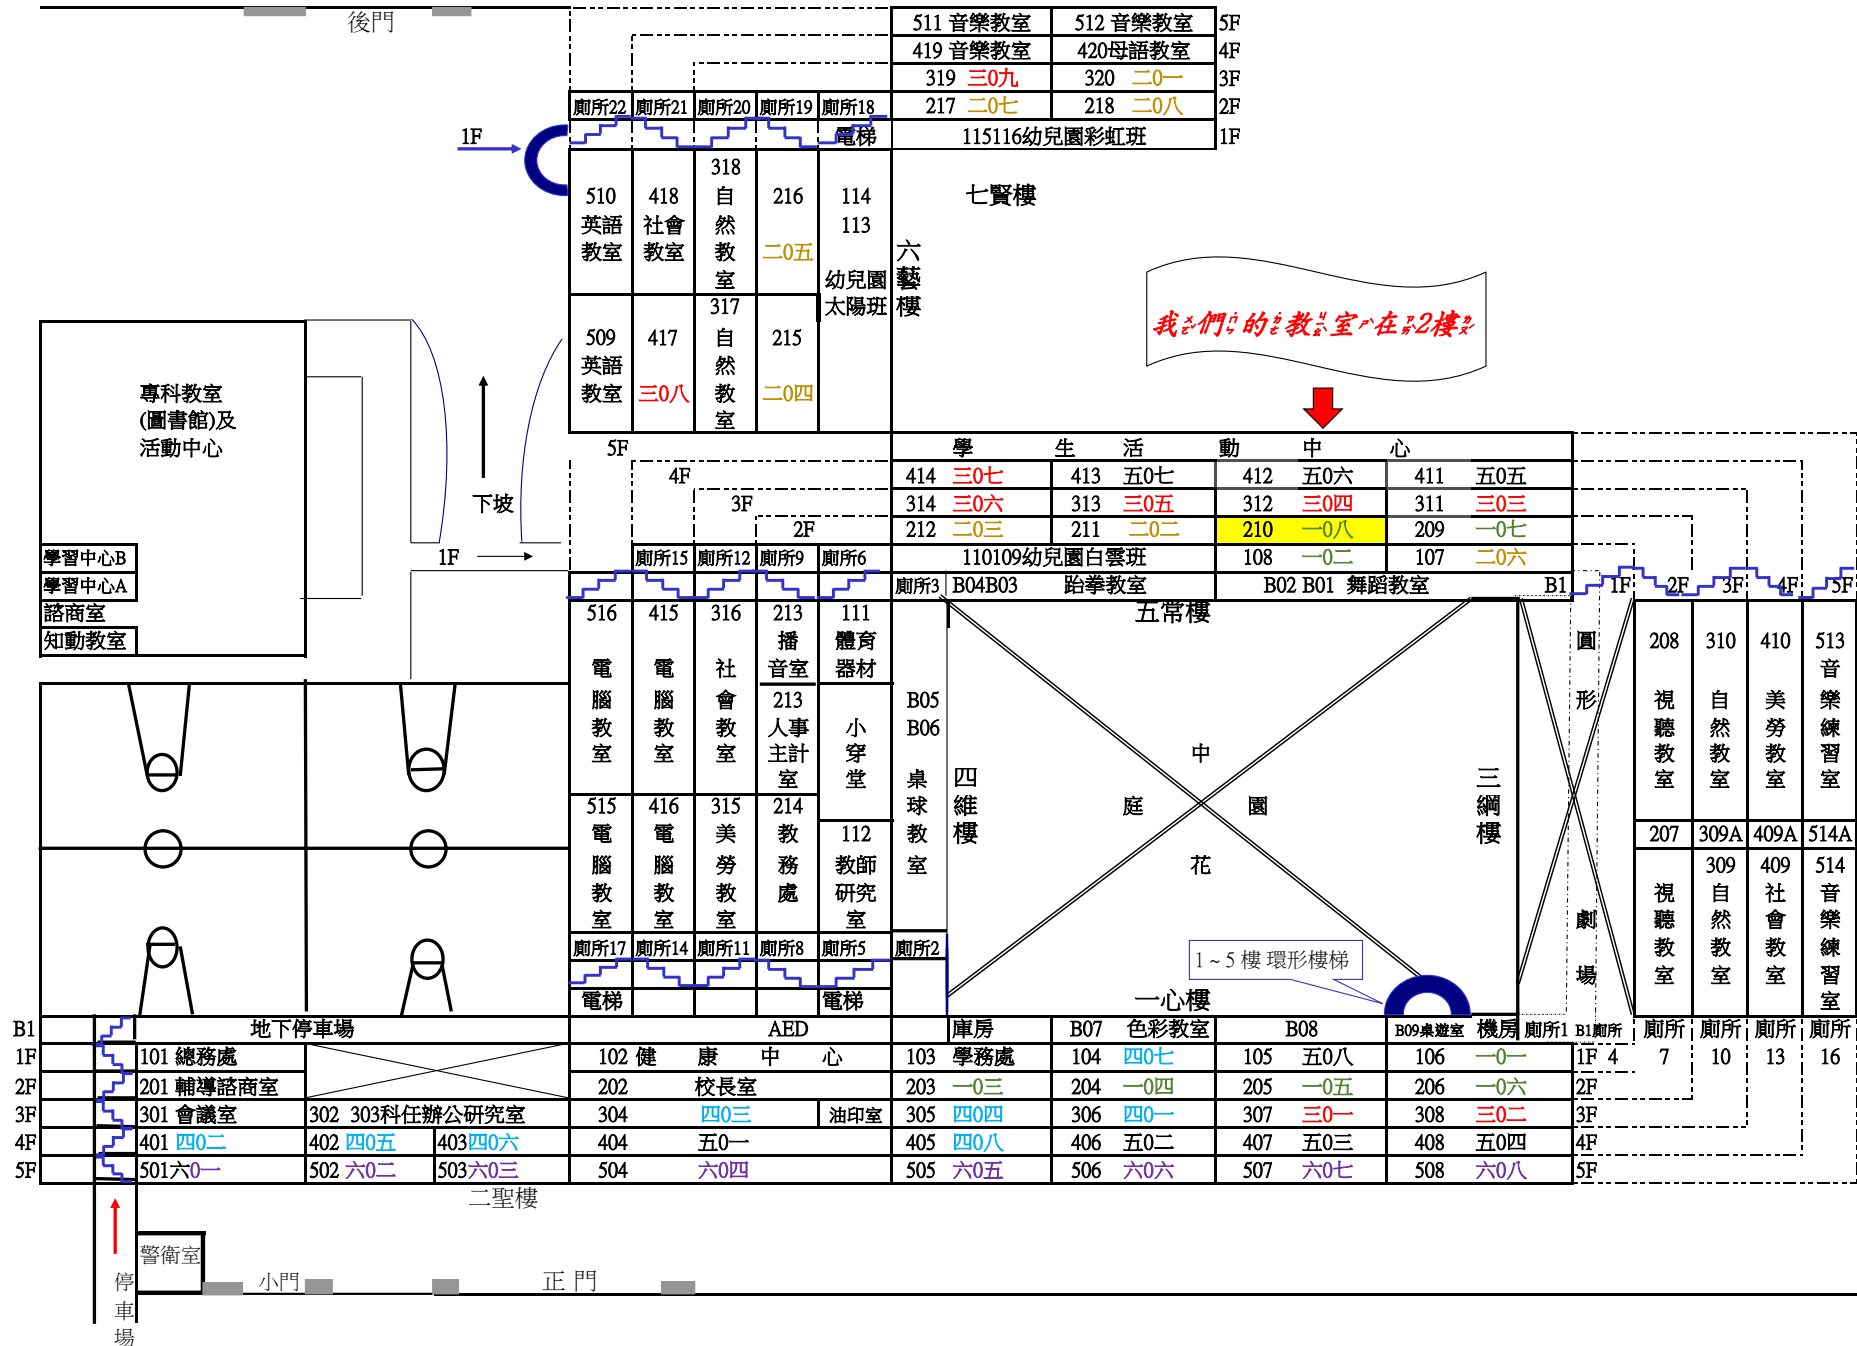 後門
511 音樂教室 512 音樂教室 5F
419 音樂教室 420母語教室 4F
319 三0九 320 二0一 3F
廁所22 廁所21 廁所20 廁所19 廁所18 217 二0七 218 二0八 2F
1F 電梯 115116幼兒園彩虹班 1F
510 英語教室 418 社會教室 318 自然教室 216 二0五 114 113 幼兒園太陽班
七賢樓
六藝樓
509 英語教室 417 三0八 317 自然教室 215 二0四
我ㄨㄛˇ們ㄇㄣ˙的ㄉㄜ˙教ㄐㄧㄠˋ室ㄕˋ在ㄗㄞˋ2樓ㄌㄡˊ
專科教室
(圖書館)及
活動中心
下坡
5F 學生活動中心
4F 414 三0七 413 五0七 412 五0六 411 五0五
3F 314 三0六 313 三0五 312 三0四 311 三0三
2F 212 二0三 211 二0二 210 一0八 209 一0七
學習中心B 1F 廁所15 廁所12 廁所9 廁所6 110109幼兒園白雲班 108 一0二 107 二0六
學習中心A 廁所3 B04B03 跆拳教室 B02 B01 舞蹈教室 B1 1F 2F 3F 4F 5F
諮商室
知動教室
五常樓
516 電腦教室 415 電腦教室 316 社會教室 213 播音室 111 體育器材
213 人事主計室 小穿堂
B05 B06 桌球教室
四維樓
中庭園花
三綱樓
圓形劇場
208 視聽教室 310 自然教室 410 美勞教室 513 音樂練習室
515 電腦教室 416 電腦教室 315 美勞教室 214 教務處 112 教師研究室
207 視聽教室 309A 409A 514A
309 自然教室 409 社會教室 514 音樂練習室
廁所17 廁所14 廁所11 廁所8 廁所5 廁所2
1 ~ 5 樓 環形樓梯
電梯 電梯 一心樓
B1 地下停車場 AED 庫房 B07 色彩教室 B08 B09桌遊室 機房 廁所1 B1廁所 廁所 廁所 廁所 廁所
1F 101 總務處 102 健康中心 103 學務處 104 四0七 105 五0八 106 一0一 1F 4 7 10 13 16
2F 201 輔導諮商室 202 校長室 203 一0三 204 一0四 205 一0五 206 一0六 2F
3F 301 會議室 302 303科任辦公研究室 304 四0三 油印室 305 四0四 306 四0一 307 三0一 308 三0二 3F
4F 401 四0二 402 四0五 403四0六 404 五0一 405 四0八 406 五0二 407 五0三 408 五0四 4F
5F 501六0一 502 六0二 503六0三 504 六0四 505 六0五 506 六0六 507 六0七 508 六0八 5F
二聖樓
警衛室
小門 正 門
停車場